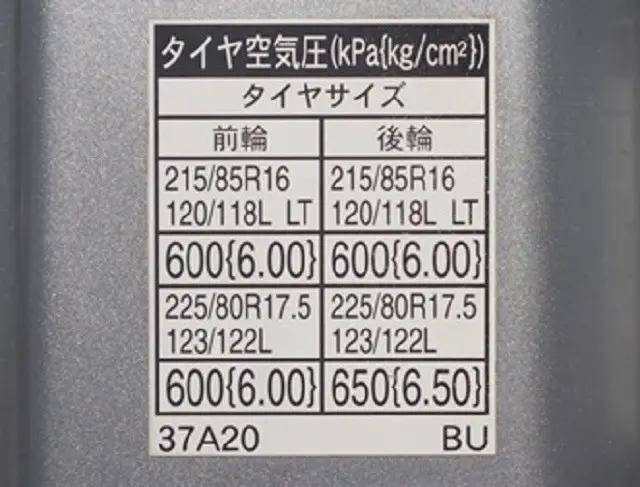 タイヤ空気圧(kPa{kg/cm²})
タイヤサイズ
前輪 後輪
215/85R16 215/85R16
120/118L LT 120/118L LT
600{6.00} 600{6.00}
225/80R17.5 225/80R17.5
123/122L 123/122L
600{6.00} 650{6.50}
37A20 BU